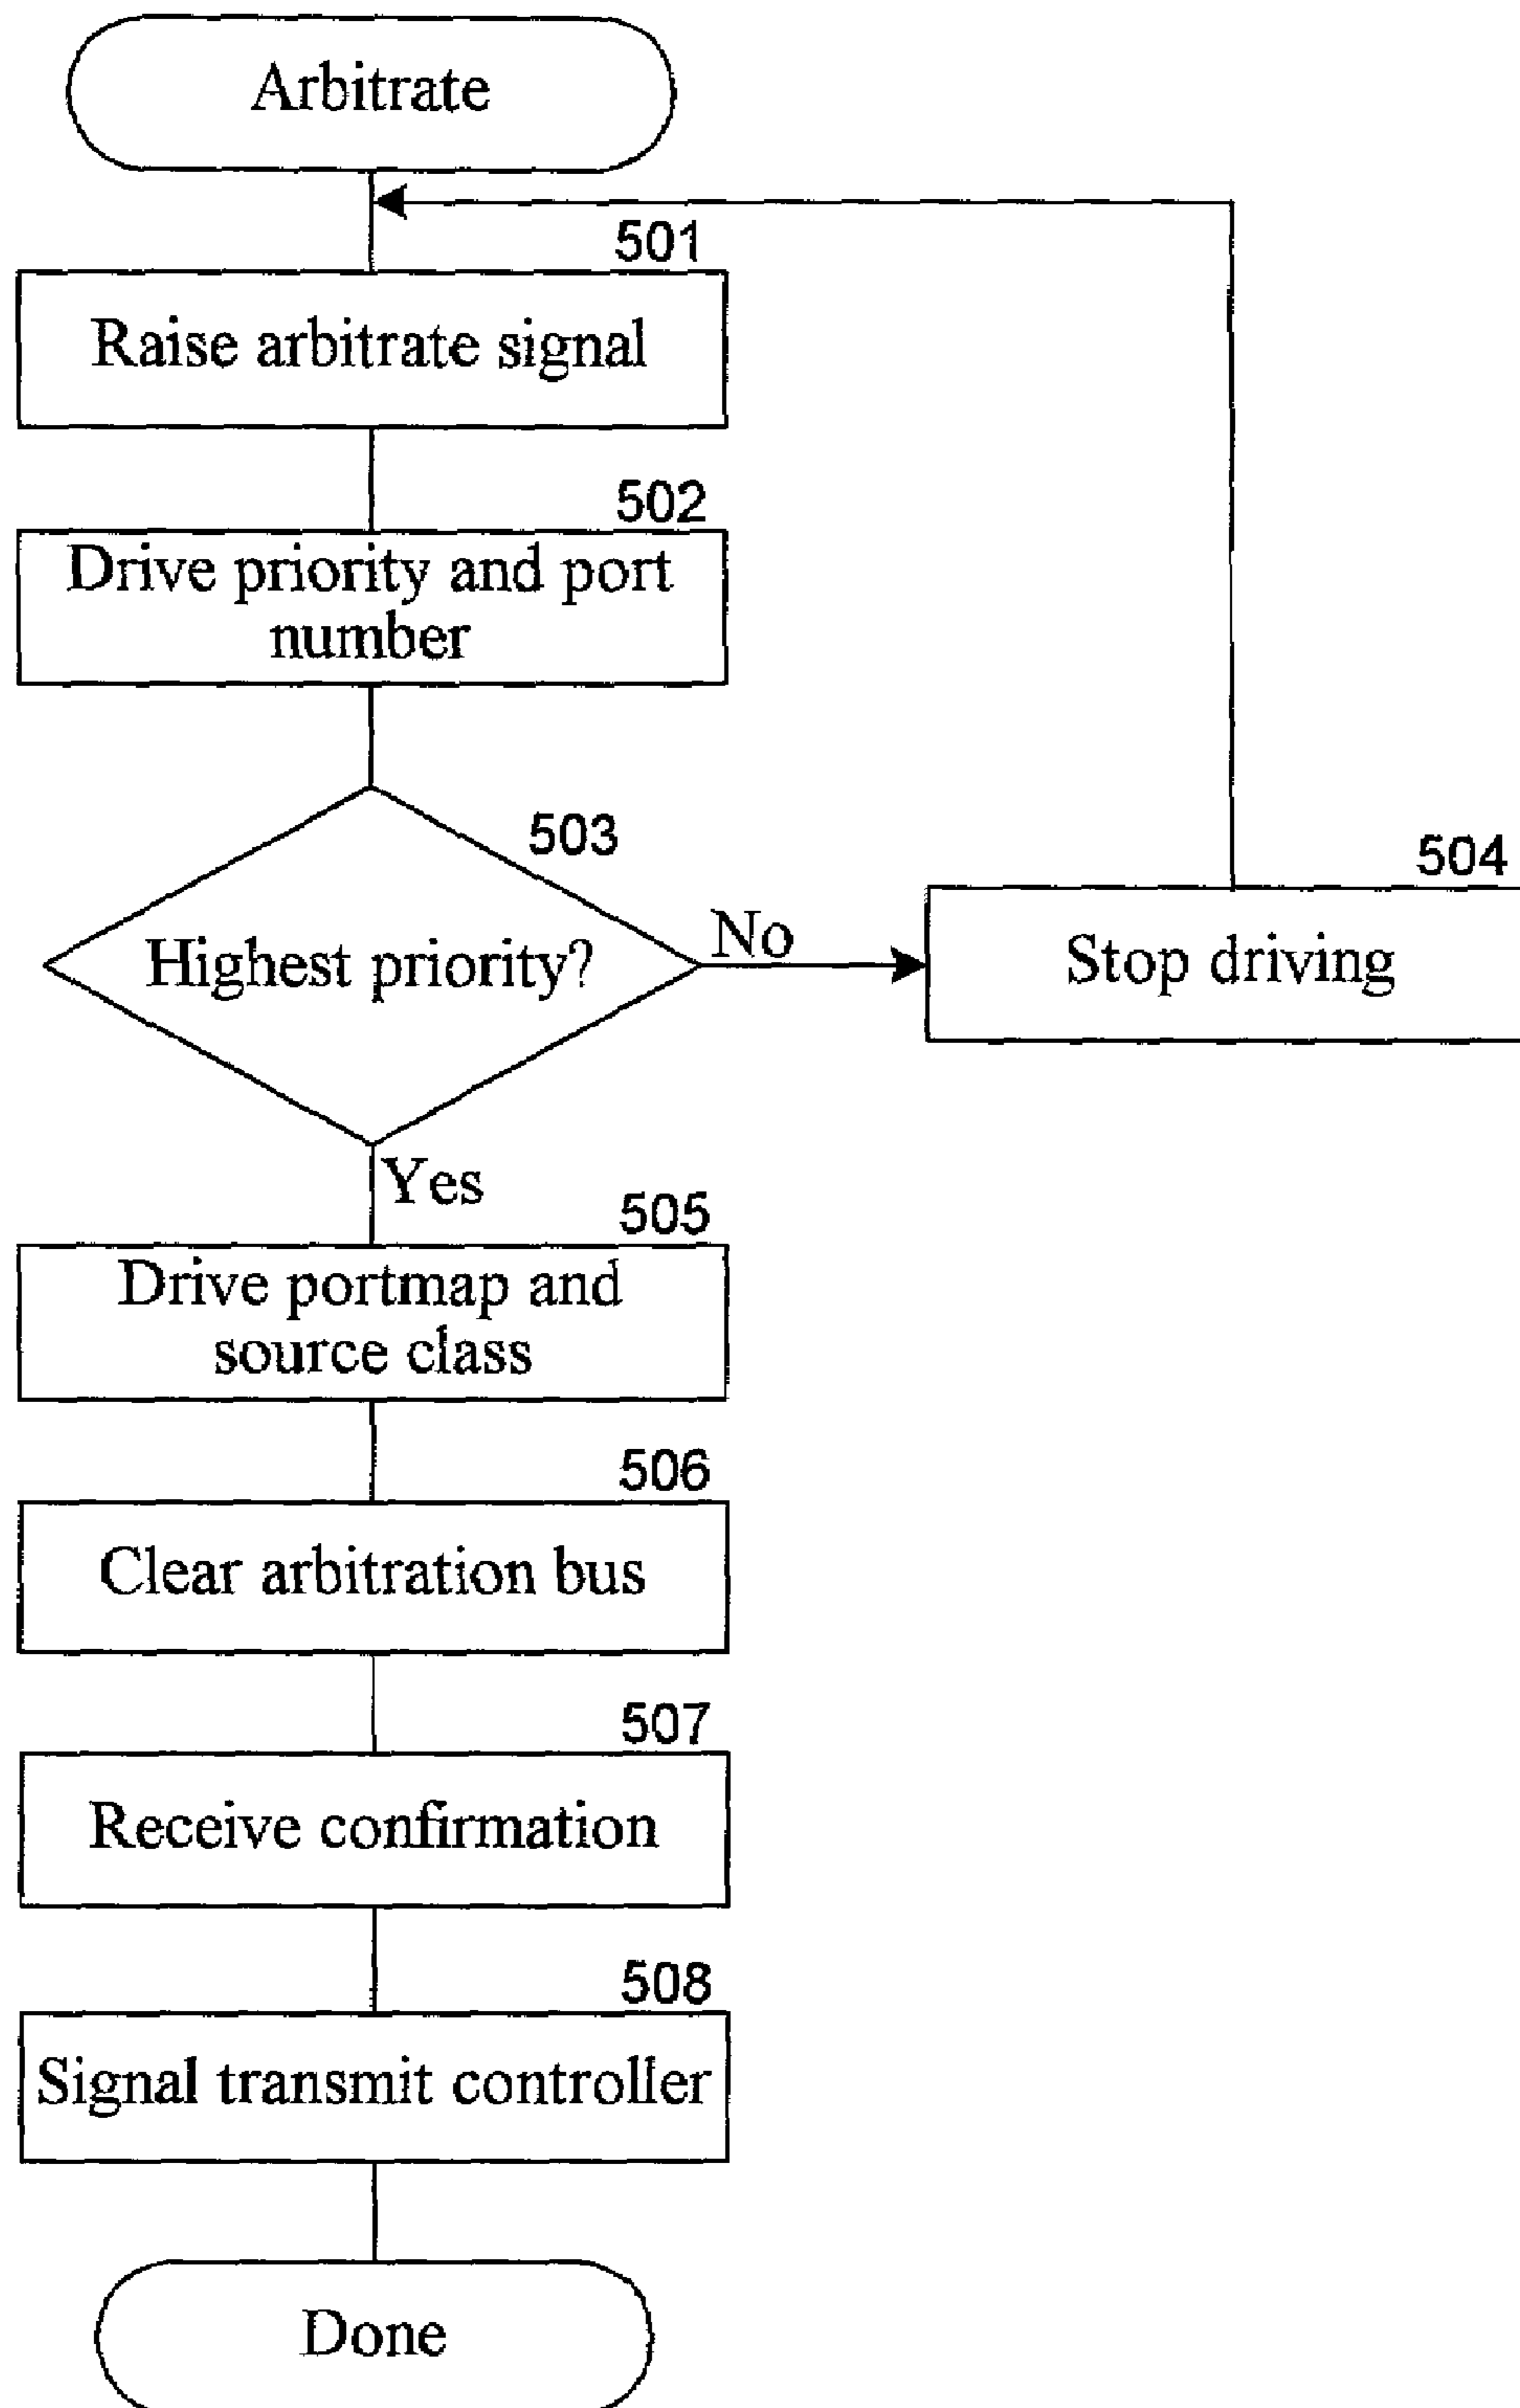 Arbitrate
501
Raise arbitrate signal
502
Drive priority and port
number
503
Highest priority?
No
504
Stop driving
Yes
505
Drive portmap and
source class
506
Clear arbitration bus
507
Receive confirmation
508
Signal transmit controller
Done